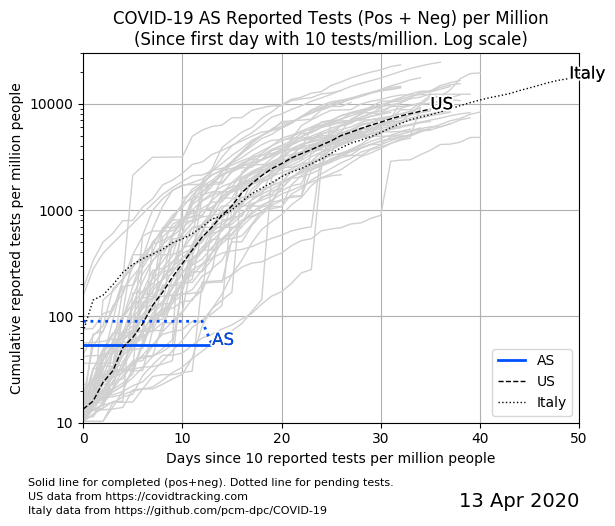 COVID-19 AS Reported Tests (Pos + Neg) per Million
(Since first day with 10 tests/million. Log scale)
Cumulative reported tests per million people
10000
1000
100
10
Italy
US
AS
AS
US
Italy
0 10 20 30 40 50
Days since 10 reported tests per million people
Solid line for completed (pos+neg). Dotted line for pending tests.
US data from https://covidtracking.com
Italy data from https://github.com/pcm-dpc/COVID-19
13 Apr 2020